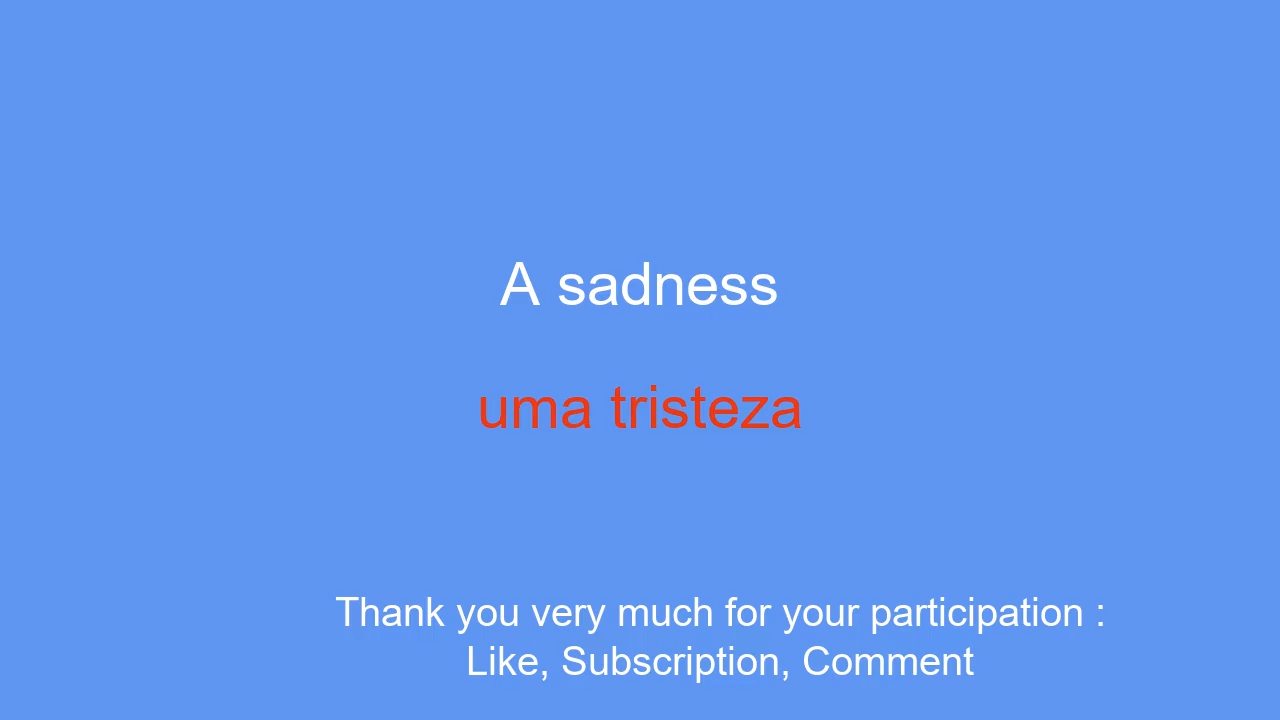 A sadness
uma tristeza
Thank you very much for your participation :
Like, Subscription, Comment